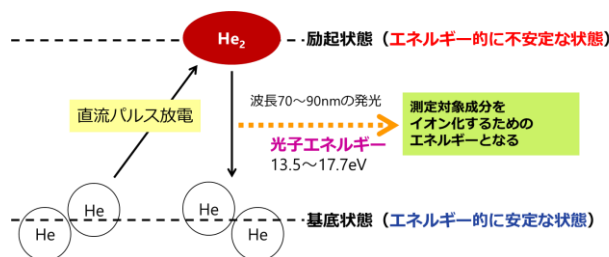 He₂
励起状態（エネルギー的に不安定な状態）
直流パルス放電
波長70～90nmの発光
光子エネルギー
13.5～17.7eV
測定対象成分を
イオン化するための
エネルギーとなる
He
He
He
He
基底状態（エネルギー的に安定な状態）